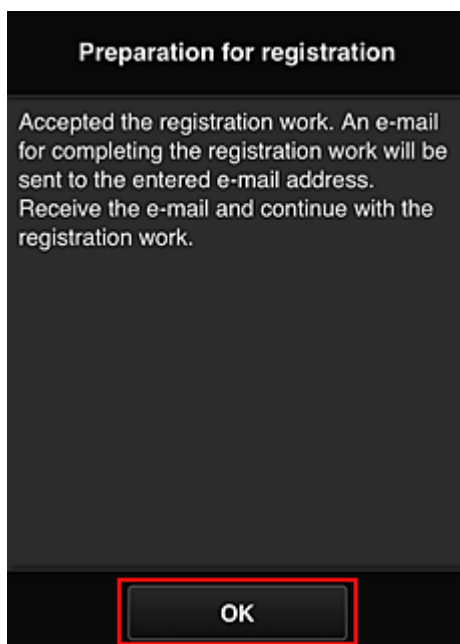 Preparation for registration
Accepted the registration work. An e-mail
for completing the registration work will be
sent to the entered e-mail address.
Receive the e-mail and continue with the
registration work.
OK